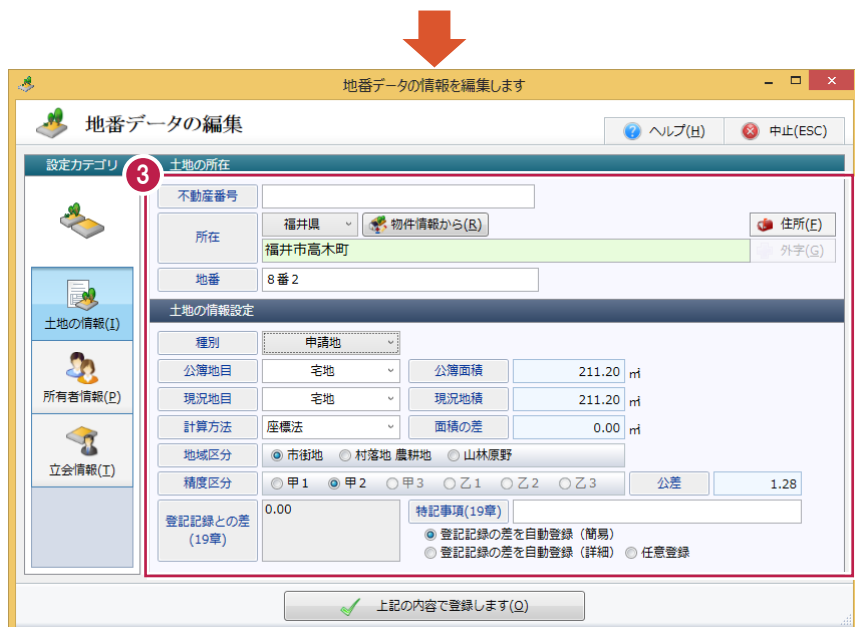 地番データの情報を編集します
地番データの編集
ヘルプ(H) 中止(ESC)
設定カテゴリ 3 土地の所在
不動産番号
所在 福井県 物件情報から(R) 住所(F)
福井市高木町 外字(G)
地番 8番2
土地の情報(I)
所有者情報(P)
立会情報(T)
土地の情報設定
種別 申請地
公簿地目 宅地 公簿面積 211.20 ㎡
現況地目 宅地 現況地積 211.20 ㎡
計算方法 座標法 面積の差 0.00 ㎡
地域区分 市街地 村落地 農耕地 山林原野
精度区分 甲1 甲2 甲3 乙1 乙2 乙3 公差 1.28
登記記録との差 0.00 特記事項(19章)
(19章) 登記記録の差を自動登録（簡易）
登記記録の差を自動登録（詳細） 任意登録
上記の内容で登録します(O)